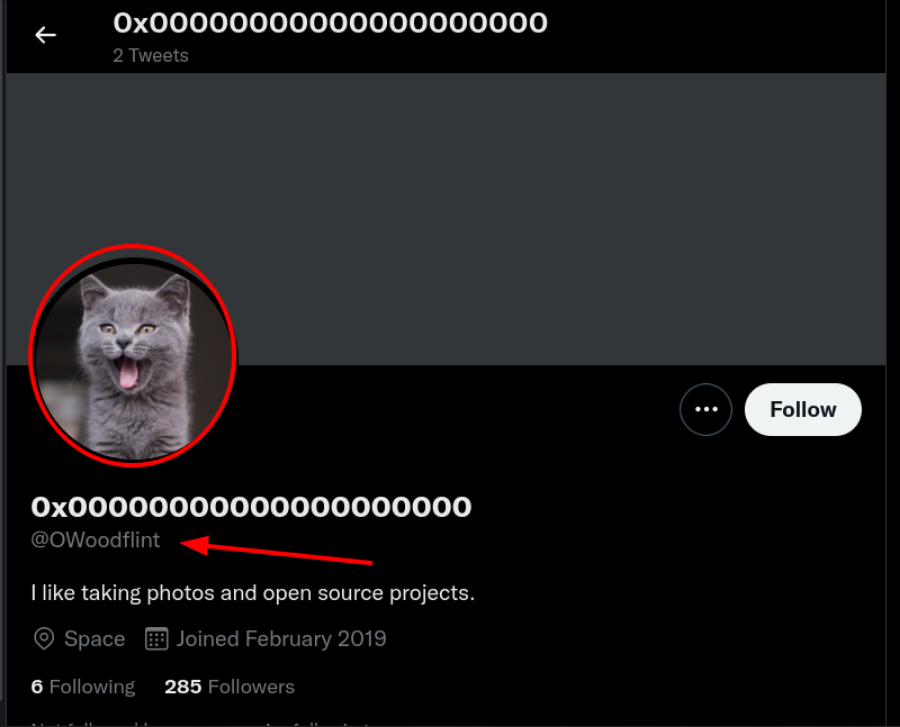 0x00000000000000000000
2 Tweets
Follow
0x00000000000000000000
@OWoodflint
I like taking photos and open source projects.
Space Joined February 2019
6 Following 285 Followers